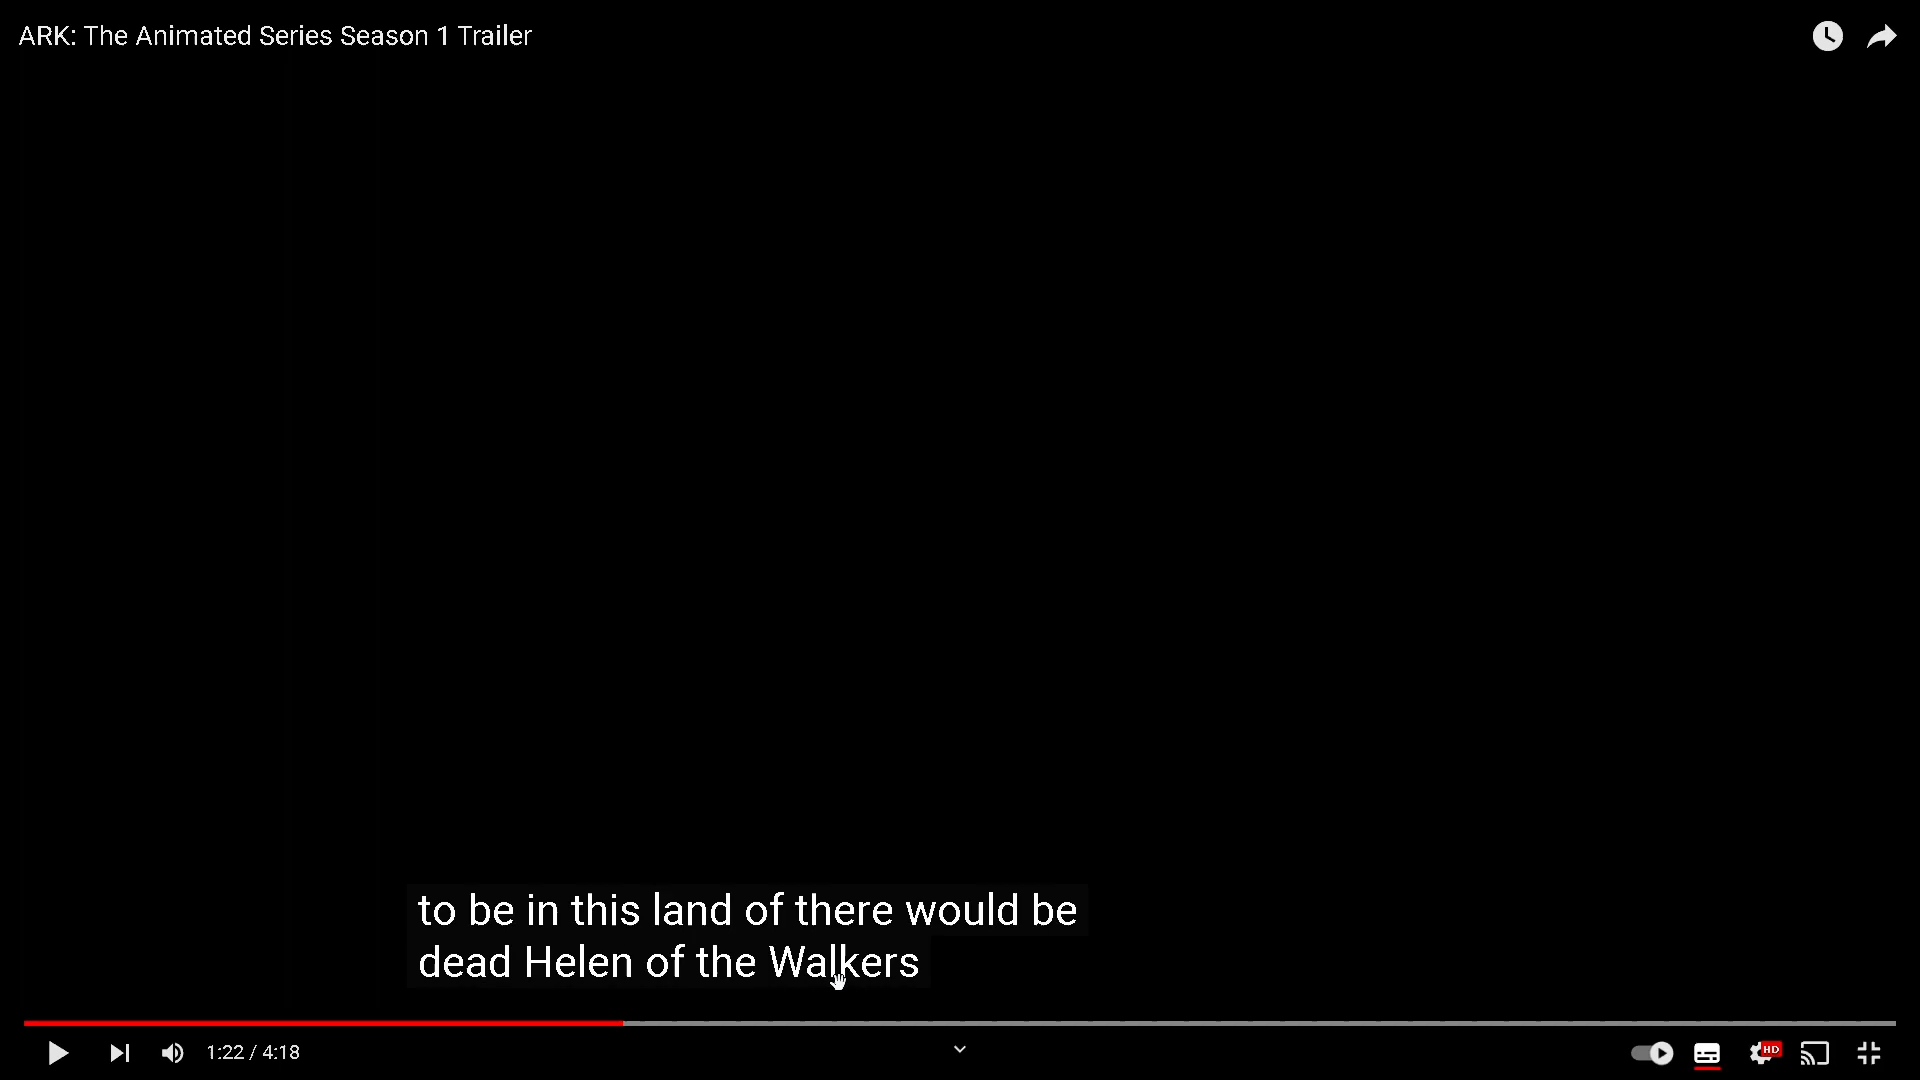 ARK: The Animated Series Season 1 Trailer
to be in this land of there would be
dead Helen of the Walkers
1:22 / 4:18
HD